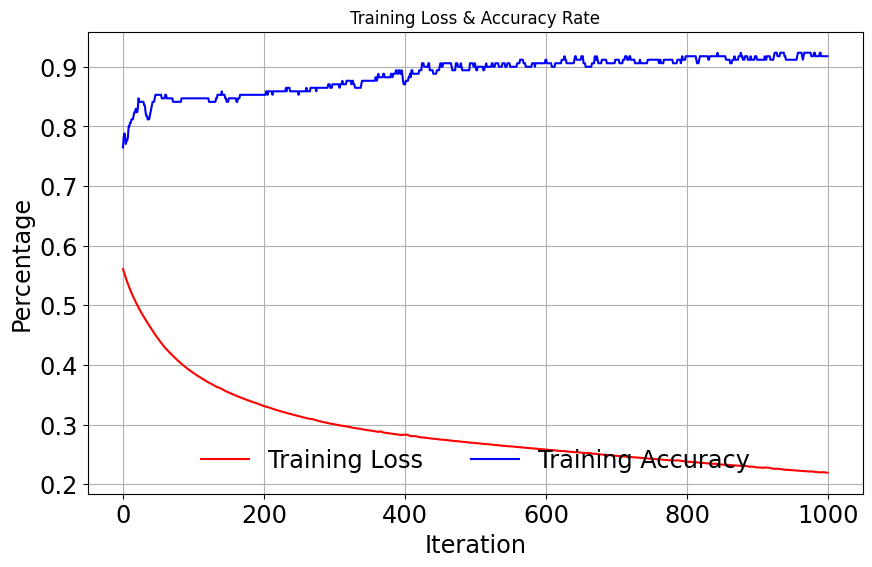 Training Loss & Accuracy Rate
Percentage
0.9
0.8
0.7
0.6
0.5
0.4
0.3
0.2
Training Loss Training Accuracy
0 200 400 600 800 1000
Iteration